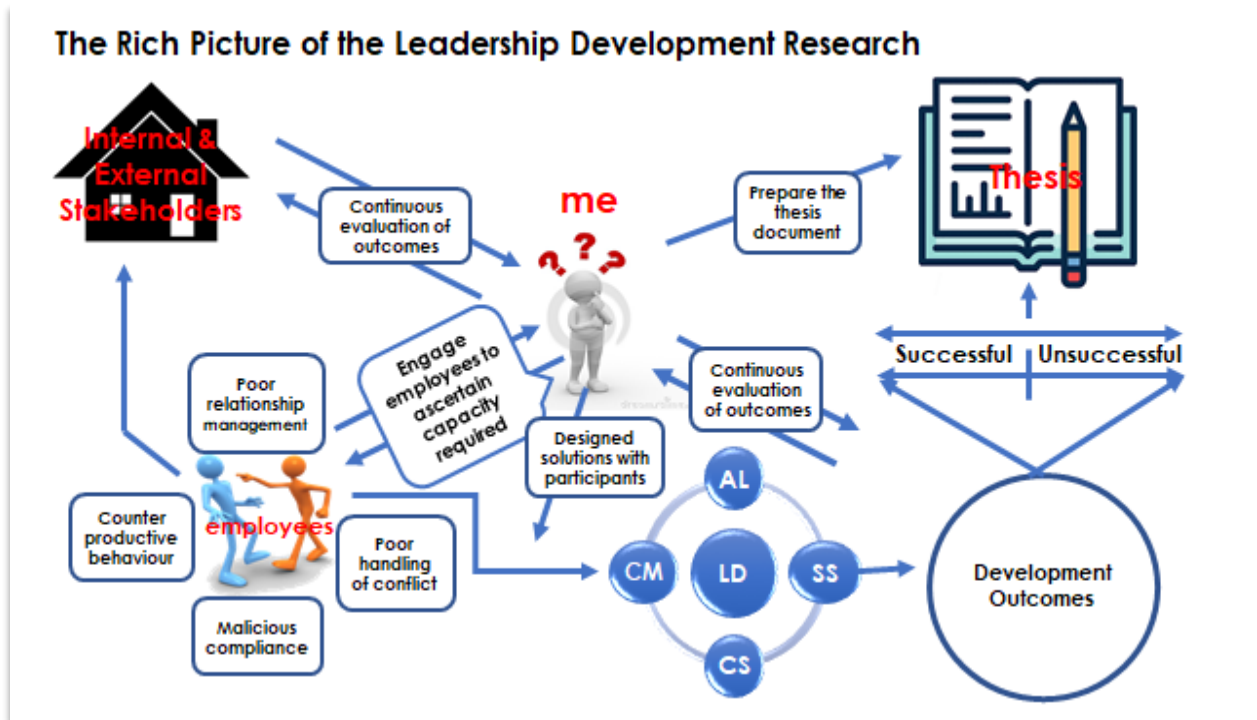 The Rich Picture of the Leadership Development Research
Internal &
External
Stakeholders
Continuous
evaluation of
outcomes
me
? ? ?
Prepare the
thesis
document
Thesis
Engage
employees to
ascertain
capacity
required
Successful
Unsuccessful
Poor
relationship
management
Continuous
evaluation
of outcomes
Designed
solutions with
participants
employees
Counter
productive
behaviour
Poor
handling
of conflict
Malicious
compliance
AL
CM
LD
SS
CS
Development
Outcomes